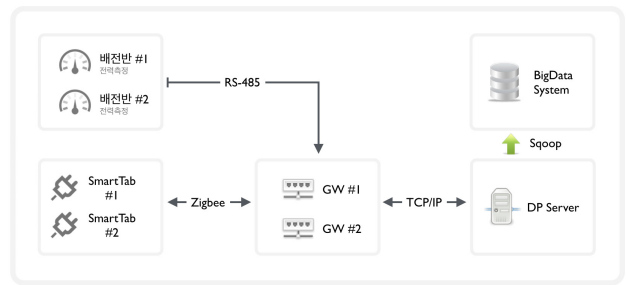 배전반 #1
전력측정
배전반 #2
전력측정
RS-485
BigData
System
Sqoop
SmartTab
#1
SmartTab
#2
Zigbee
GW #1
GW #2
TCP/IP
DP Server